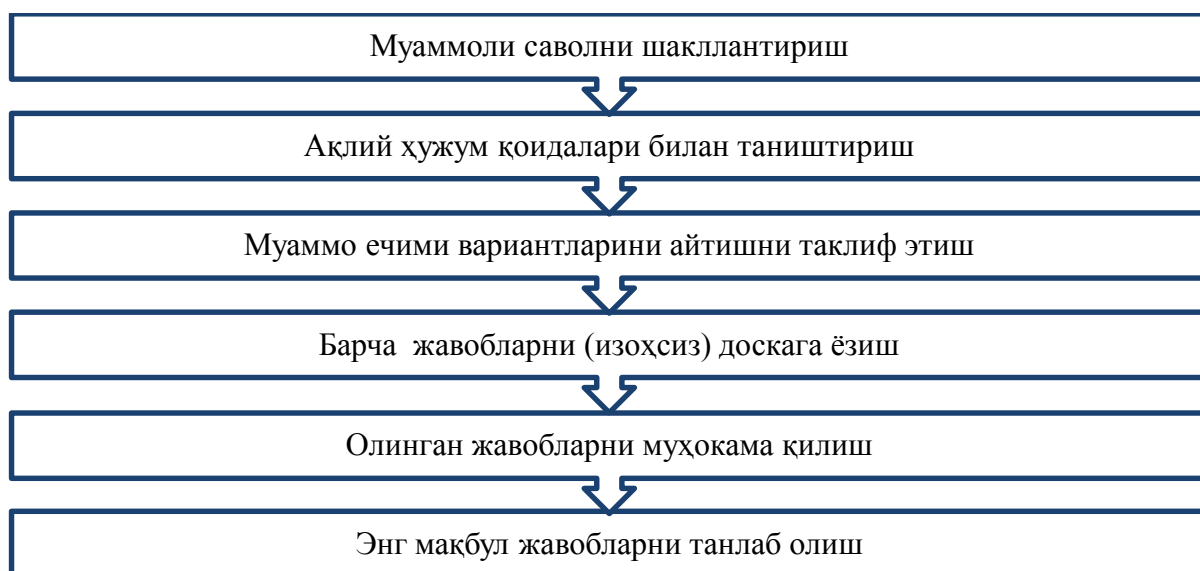 Муаммоли саволни шакллантириш
Ақлий ҳужум қоидалари билан таништириш
Муаммо ечими вариантларини айтишни таклиф этиш
Барча жавобларни (изоҳсиз) доскага ёзиш
Олинган жавобларни муҳокама қилиш
Энг мақбул жавобларни танлаб олиш